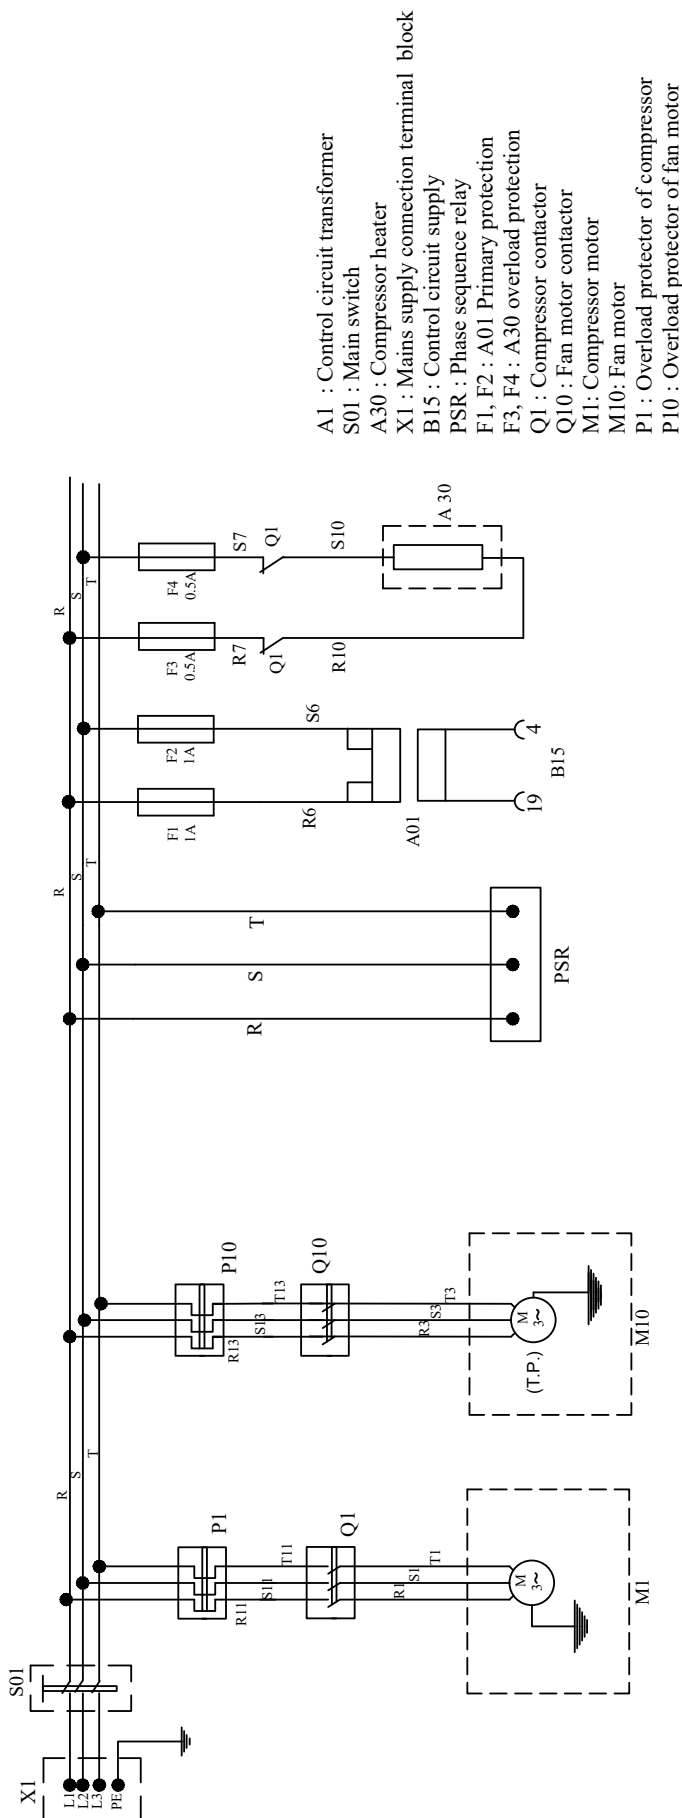 X1
L1
L2
L3
PE
S01
R
S
T
P1
R11
S11
T11
Q1
R1
S1
T1
M
3~
M1
P10
R13
S13
T13
Q10
R3
S3
T3
M
3~
(T.P.)
M10
R
S
T
PSR
R
S
T
F1
1A
F2
1A
R6
S6
A01
19
4
B15
R
S
T
F3
0.5A
F4
0.5A
R7
S7
Q1
Q1
R10
S10
A 30
A1 : Control circuit transformer
S01 : Main switch
A30 : Compressor heater
X1 : Mains supply connection terminal block
B15 : Control circuit supply
PSR : Phase sequence relay
F1, F2 : A01 Primary protection
F3, F4 : A30 overload protection
Q1 : Compressor contactor
Q10 : Fan motor contactor
M1: Compressor motor
M10: Fan motor
P1 : Overload protector of compressor
P10 : Overload protector of fan motor